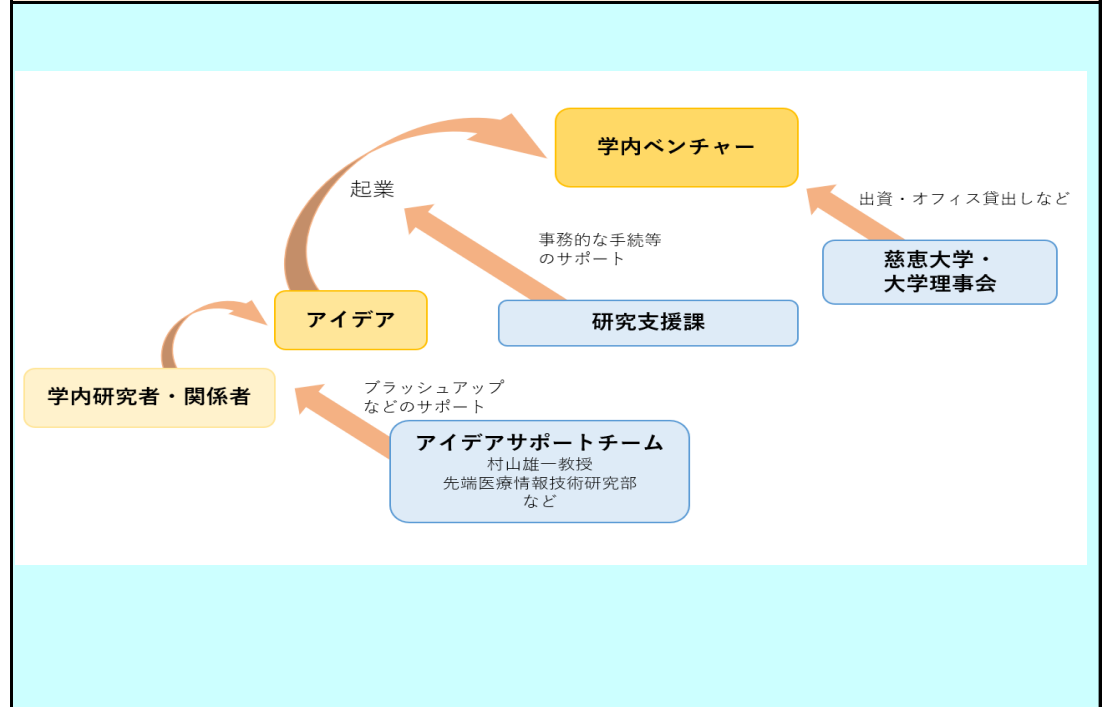 学内ベンチャー
起業
出資・オフィス貸出しなど
事務的な手続等
のサポート
慈恵大学・
大学理事会
アイデア
研究支援課
学内研究者・関係者
ブラッシュアップ
などのサポート
アイデアサポートチーム
村山雄一教授
先端医療情報技術研究部
など